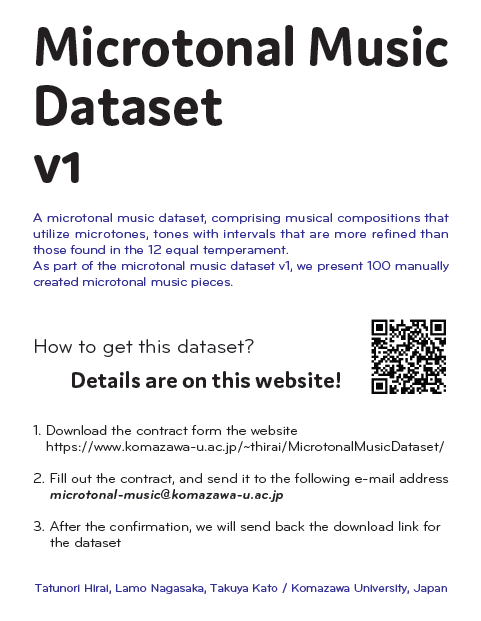 Microtonal Music
Dataset
v1
A microtonal music dataset, comprising musical compositions that
utilize microtones, tones with intervals that are more refined than
those found in the 12 equal temperament.
As part of the microtonal music dataset v1, we present 100 manually
created microtonal music pieces.
How to get this dataset?
Details are on this website!
1. Download the contract form the website
https://www.komazawa-u.ac.jp/~thirai/MicrotonalMusicDataset/
2. Fill out the contract, and send it to the following e-mail address
microtonal-music@komazawa-u.ac.jp
3. After the confirmation, we will send back the download link for
the dataset
Tatunori Hirai, Lamo Nagasaka, Takuya Kato / Komazawa University, Japan